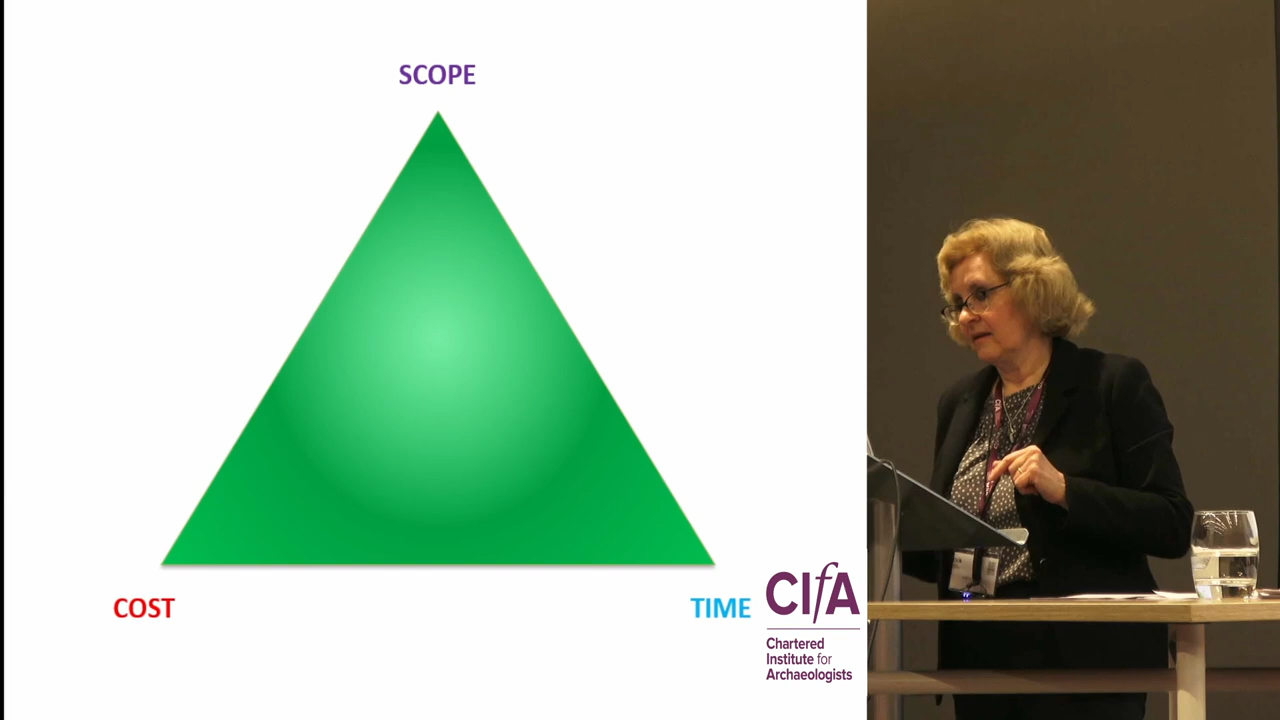 SCOPE
COST
TIME
CIfA
Chartered
Institute for
Archaeologists